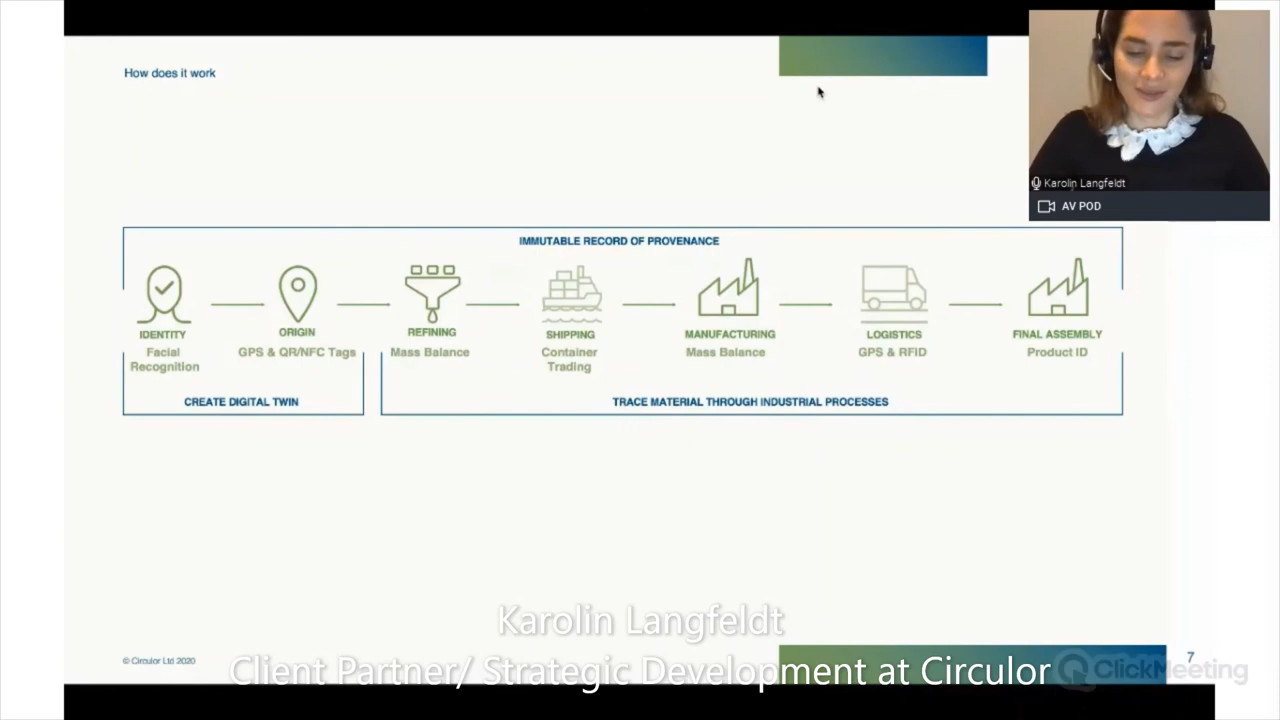 How does it work
Karolin Langfeldt
AV POD
IMMUTABLE RECORD OF PROVENANCE
IDENTITY
Facial
Recognition
ORIGIN
GPS & QR/NFC Tags
REFINING
Mass Balance
SHIPPING
Container
Trading
MANUFACTURING
Mass Balance
LOGISTICS
GPS & RFID
FINAL ASSEMBLY
Product ID
CREATE DIGITAL TWIN
TRACE MATERIAL THROUGH INDUSTRIAL PROCESSES
Karolin Langfeldt
Client Partner/ Strategic Development at Circulor
© Circulor Ltd 2020
7
ClickMeeting